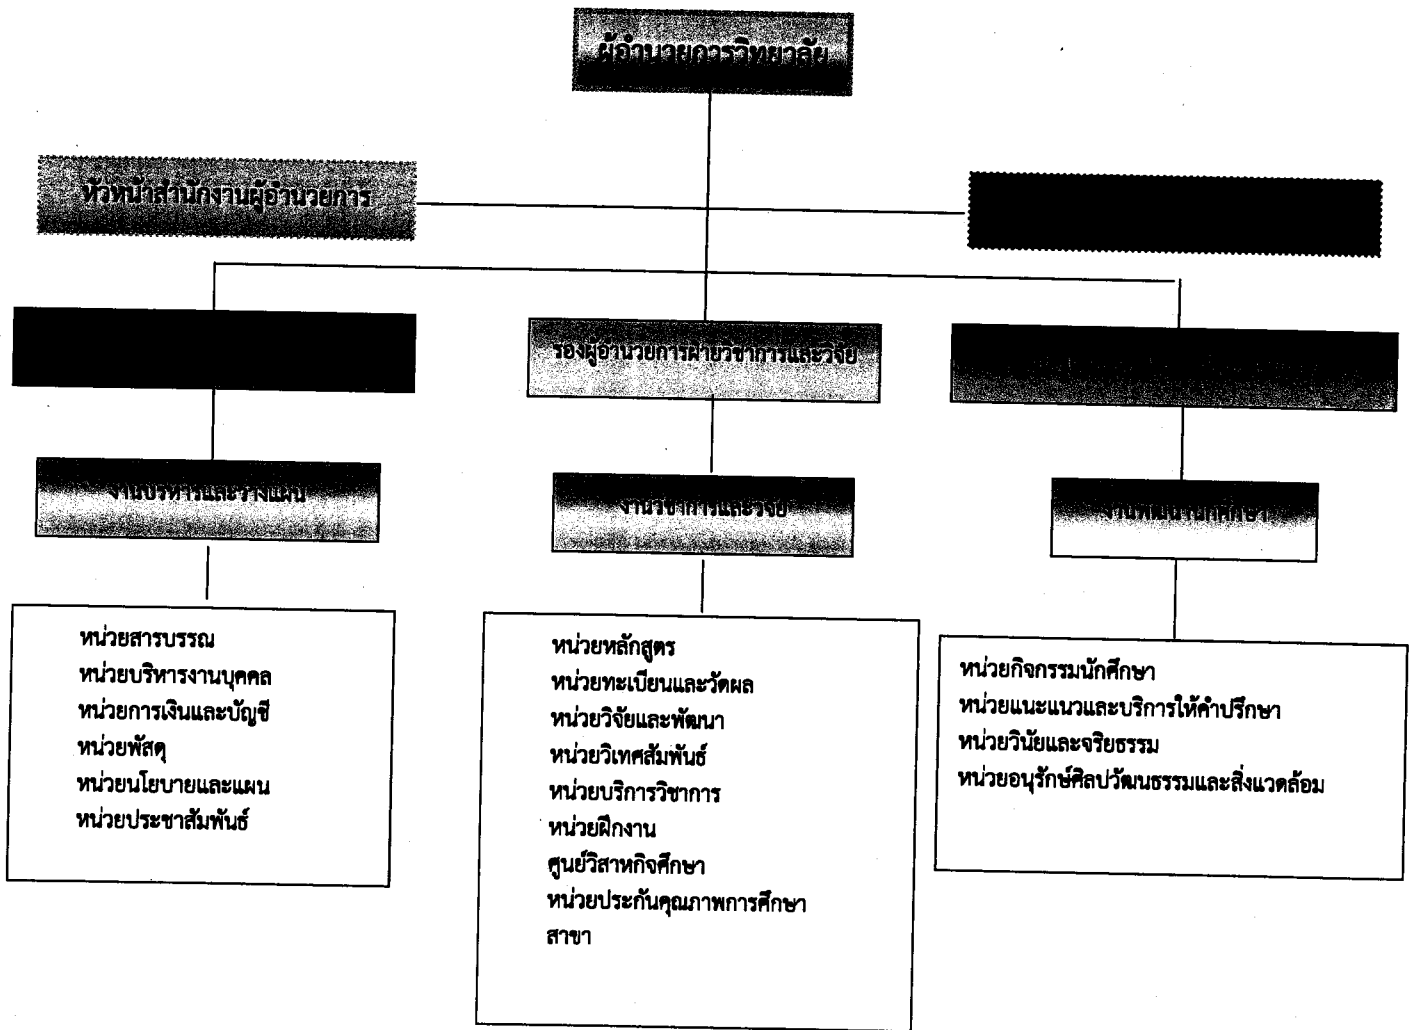 ผู้อำนวยการวิทยาลัย
หัวหน้าสำนักงานผู้อำนวยการ
รองผู้อำนวยการฝ่ายวิชาการและวิจัย
งานบริหารและวางแผน
งานวิชาการและวิจัย
งานพัฒนานักศึกษา
หน่วยสารบรรณ
หน่วยบริหารงานบุคคล
หน่วยการเงินและบัญชี
หน่วยพัสดุ
หน่วยนโยบายและแผน
หน่วยประชาสัมพันธ์
หน่วยหลักสูตร
หน่วยทะเบียนและวัดผล
หน่วยวิจัยและพัฒนา
หน่วยวิเทศสัมพันธ์
หน่วยบริการวิชาการ
หน่วยฝึกงาน
ศูนย์วิสาหกิจศึกษา
หน่วยประกันคุณภาพการศึกษา
สาขา
หน่วยกิจกรรมนักศึกษา
หน่วยแนะแนวและบริการให้คำปรึกษา
หน่วยวินัยและจริยธรรม
หน่วยอนุรักษ์ศิลปวัฒนธรรมและสิ่งแวดล้อม